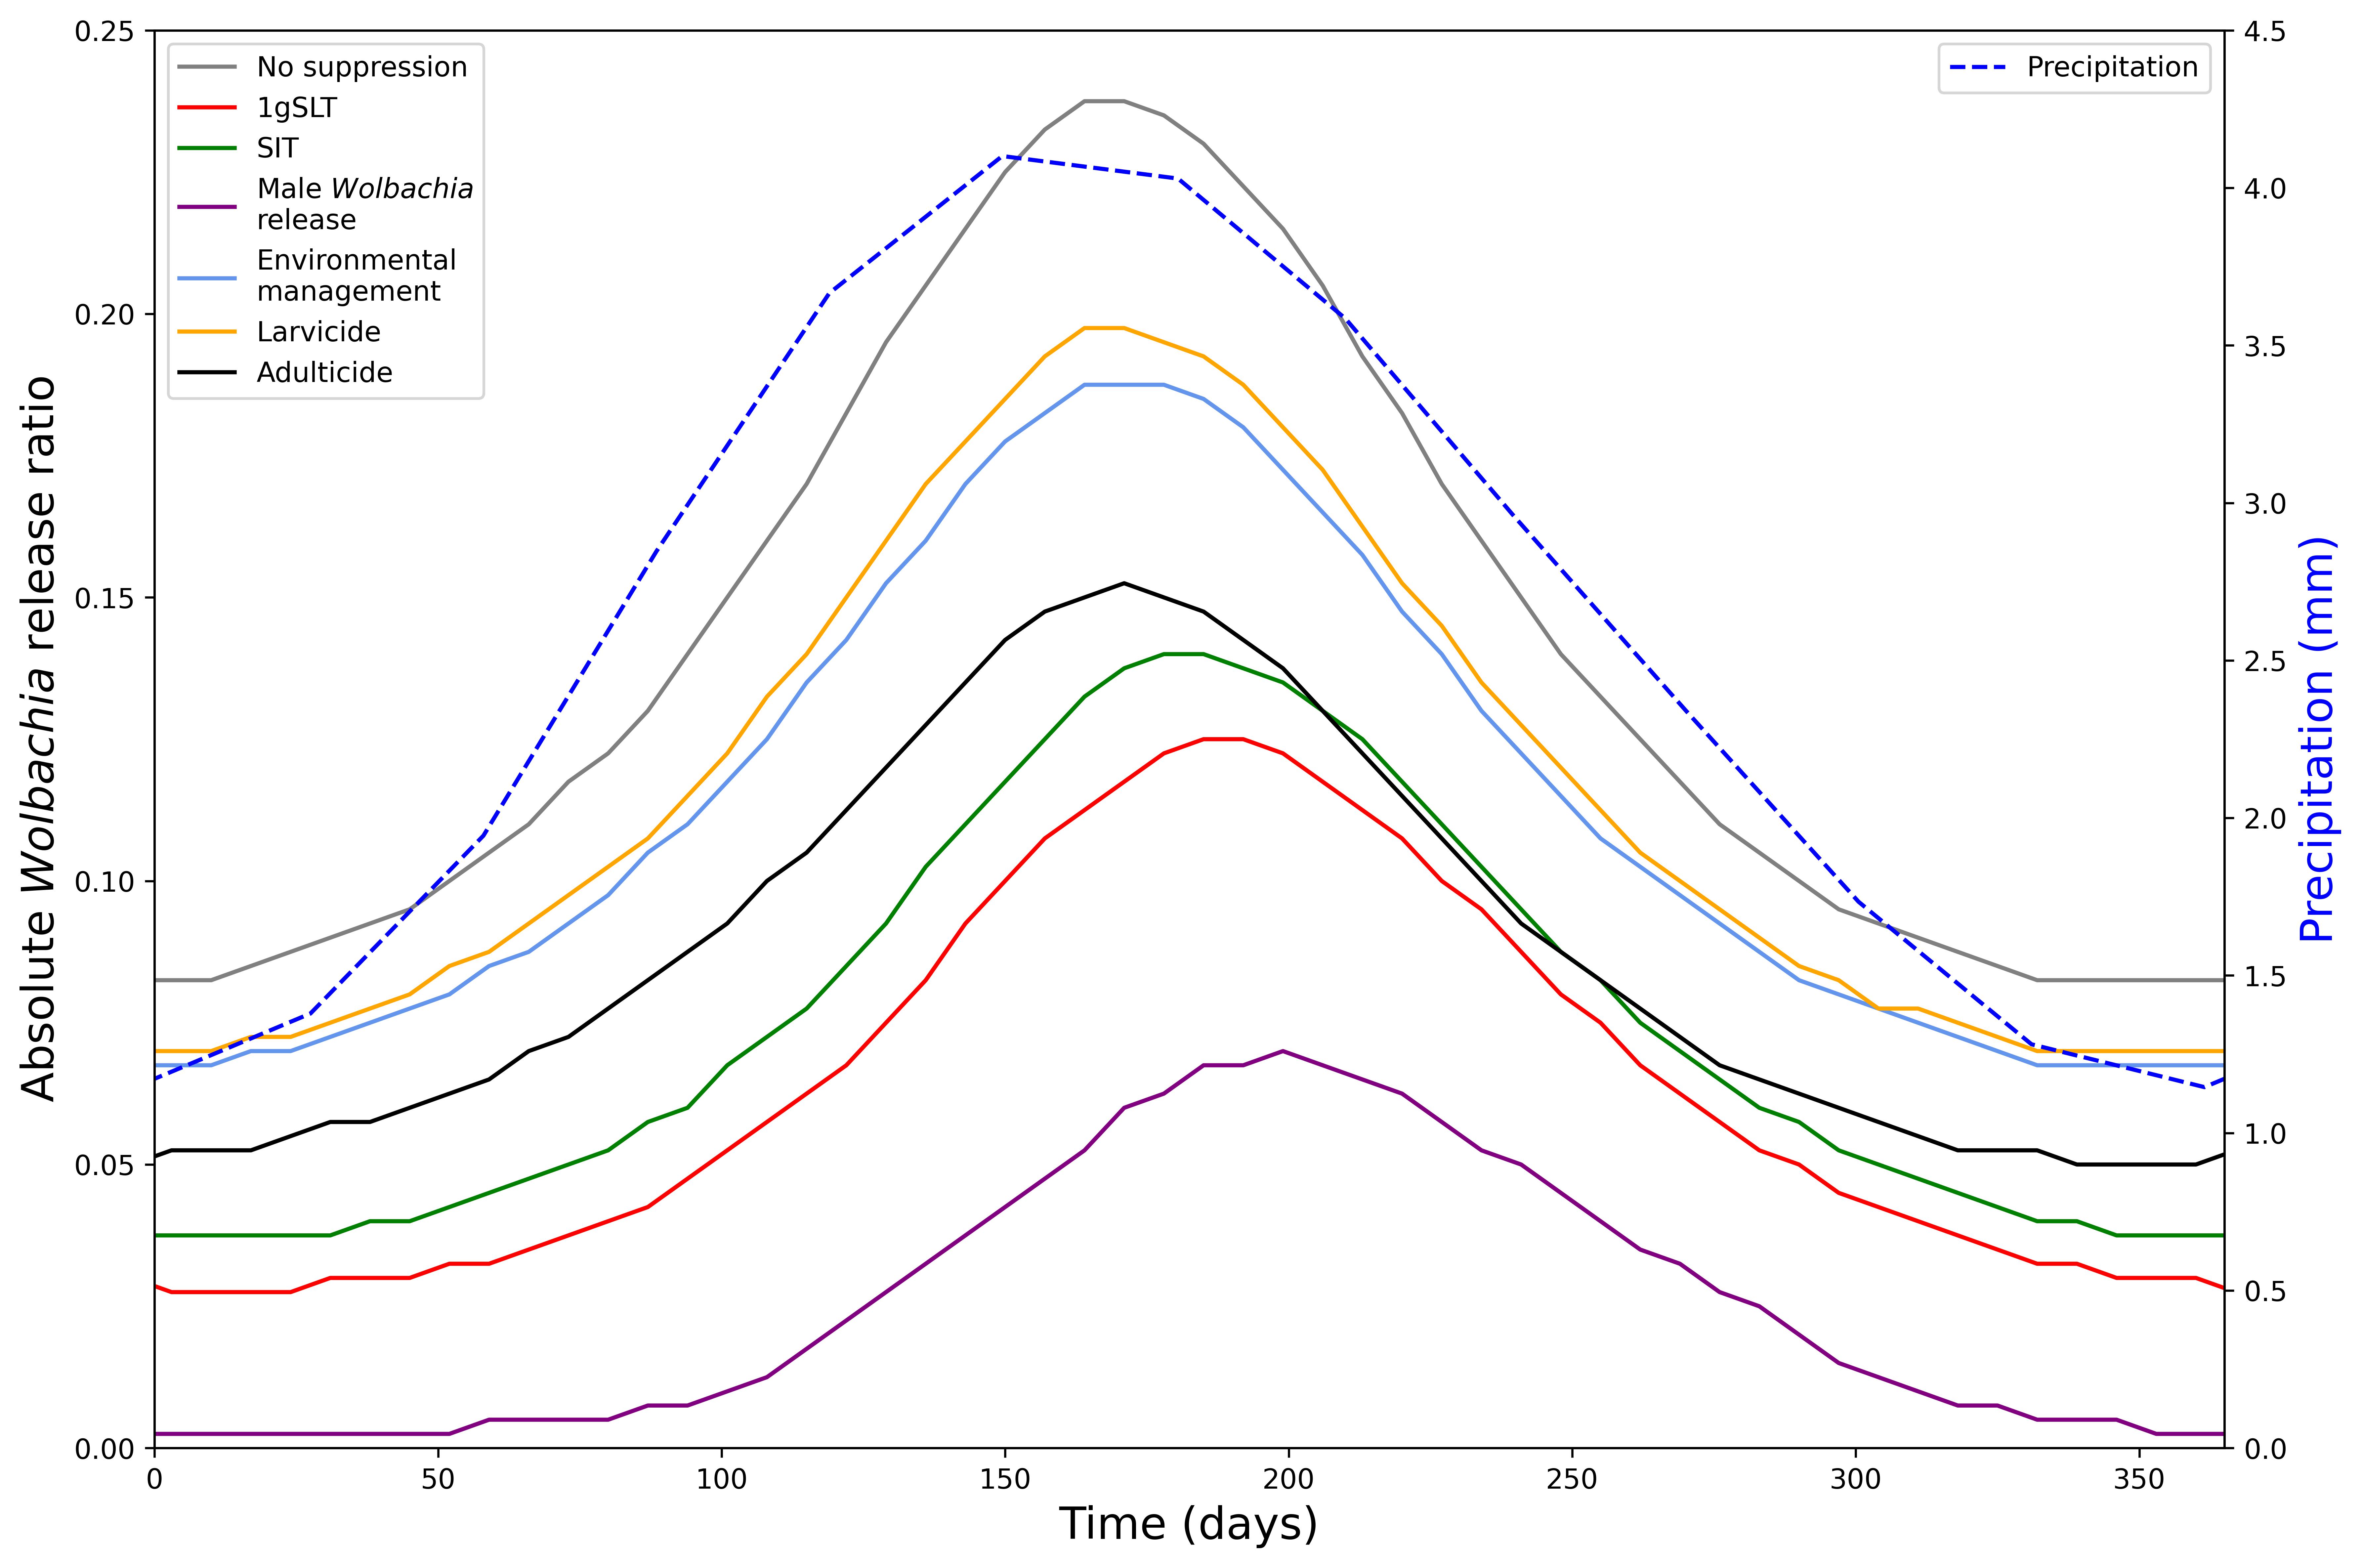 0.25
0.20
0.15
0.10
0.05
0.00
Absolute Wolbachia release ratio
No suppression
1gSLT
SIT
Male Wolbachia
release
Environmental
management
Larvicide
Adulticide
Precipitation
4.5
4.0
3.5
3.0
2.5
2.0
1.5
1.0
0.5
0.0
Precipitation (mm)
0 50 100 150 200 250 300 350
Time (days)